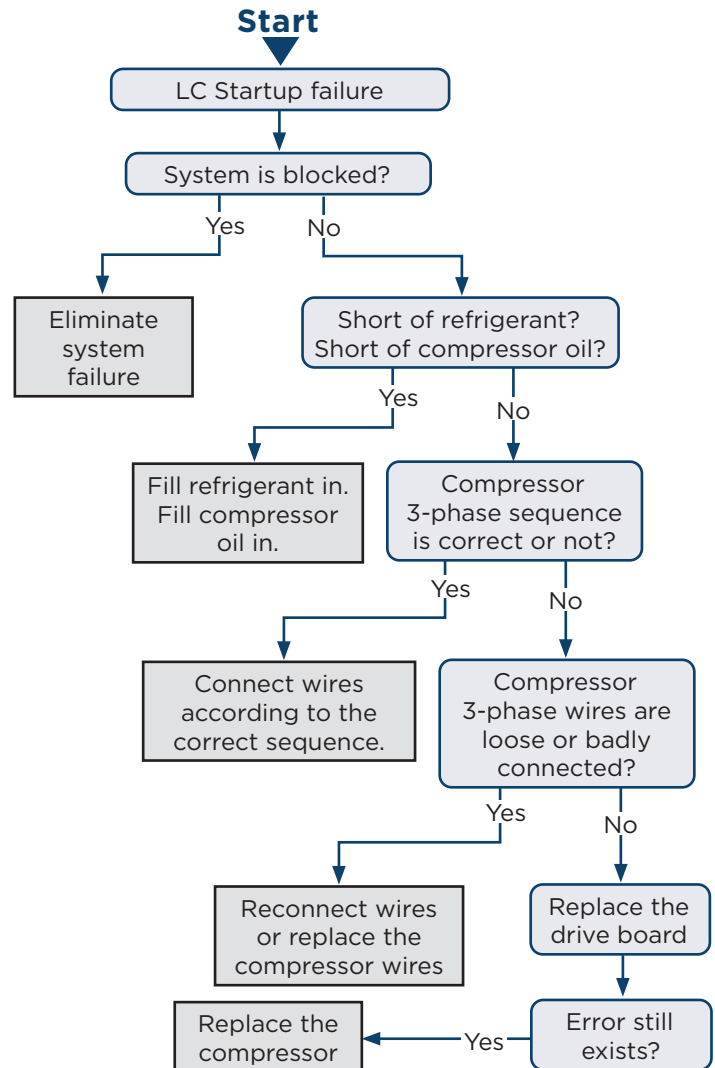 Start
LC Startup failure
System is blocked?
Yes
No
Eliminate
system
failure
Short of refrigerant?
Short of compressor oil?
Yes
No
Fill refrigerant in.
Fill compressor
oil in.
Compressor
3-phase sequence
is correct or not?
Yes
No
Connect wires
according to the
correct sequence.
Compressor
3-phase wires are
loose or badly
connected?
Yes
No
Reconnect wires
or replace the
compressor wires
Replace the
drive board
Replace the
compressor
Yes
Error still
exists?